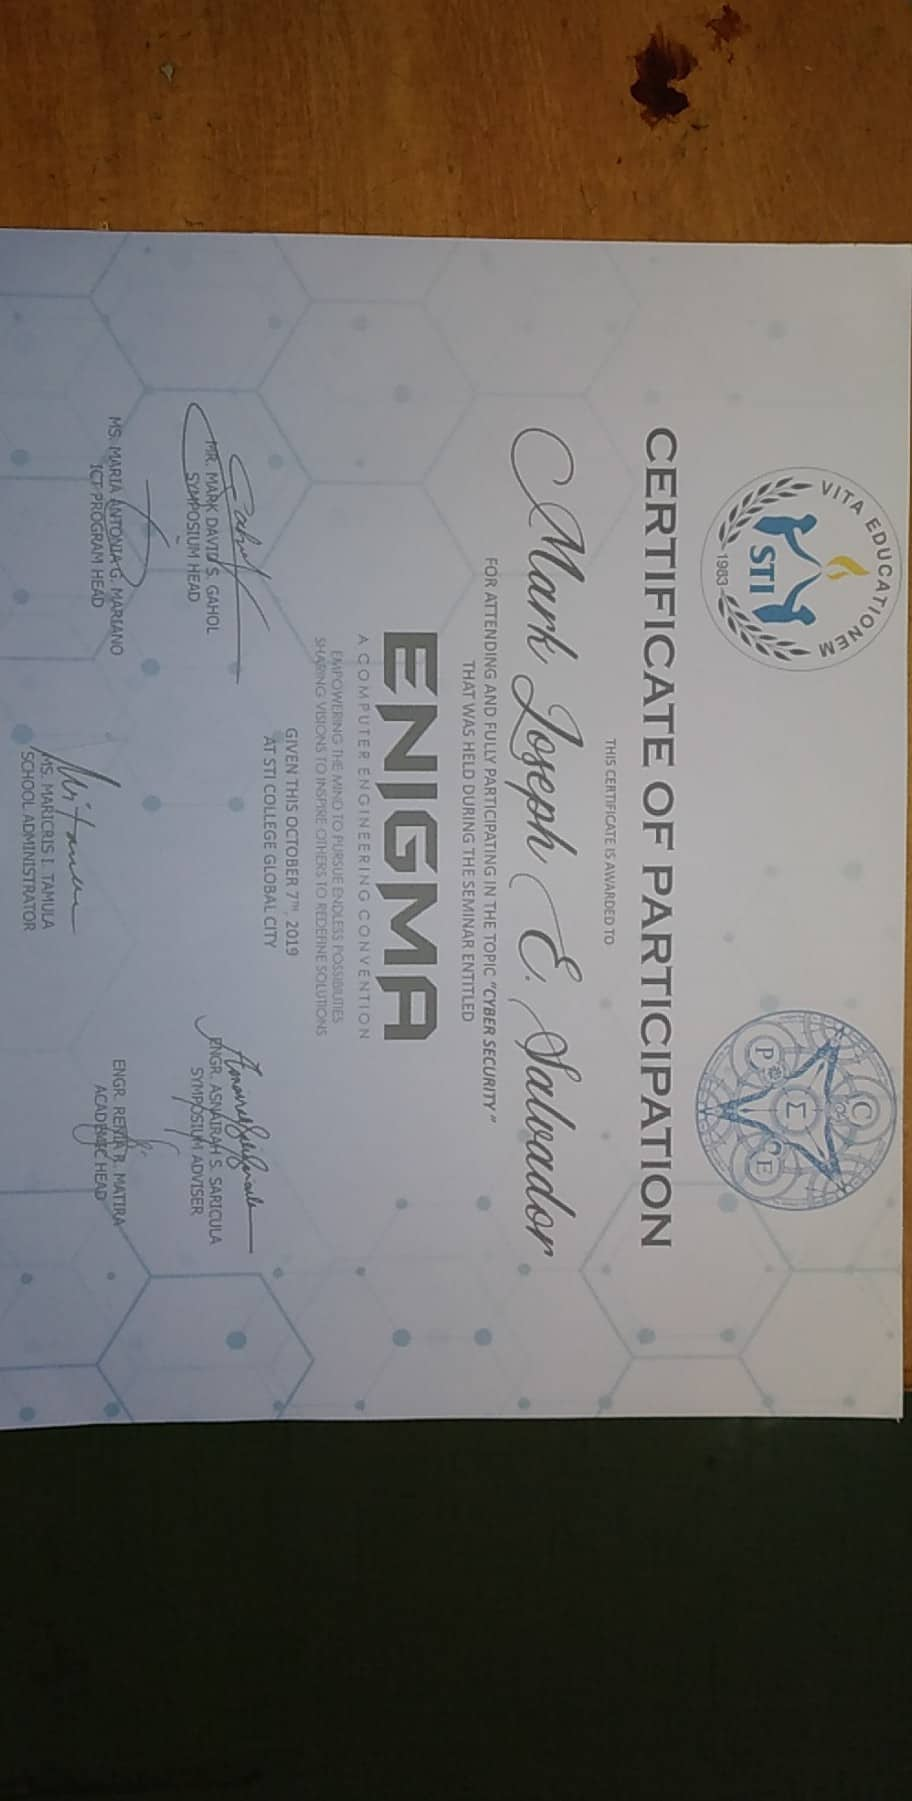 VITA EDUCATIONEM
STI
1983
C
P
E
Σ
CERTIFICATE OF PARTICIPATION
THIS CERTIFICATE IS AWARDED TO
Mark Joseph E. Salvador
FOR ATTENDING AND FULLY PARTICIPATING IN THE TOPIC "CYBER SECURITY"
THAT WAS HELD DURING THE SEMINAR ENTITLED
ENIGMA
A COMPUTER ENGINEERING CONVENTION
EMPOWERING THE MIND TO PURSUE ENDLESS POSSIBILITIES
SHARING VISIONS TO INSPIRE OTHERS TO REDEFINE SOLUTIONS
GIVEN THIS OCTOBER 7TH, 2019
AT STI COLLEGE GLOBAL CITY
MR. MARK DAVID S. GAHOL
SYMPOSIUM HEAD
ENGR. ASNAIRAH S. SARICULA
SYMPOSIUM ADVISER
MS. MARIA ANTONIA G. MARIANO
ICT PROGRAM HEAD
ENGR. RENIA R. MATIRA
ACADEMIC HEAD
MS. MARICRIS I. TAMULA
SCHOOL ADMINISTRATOR